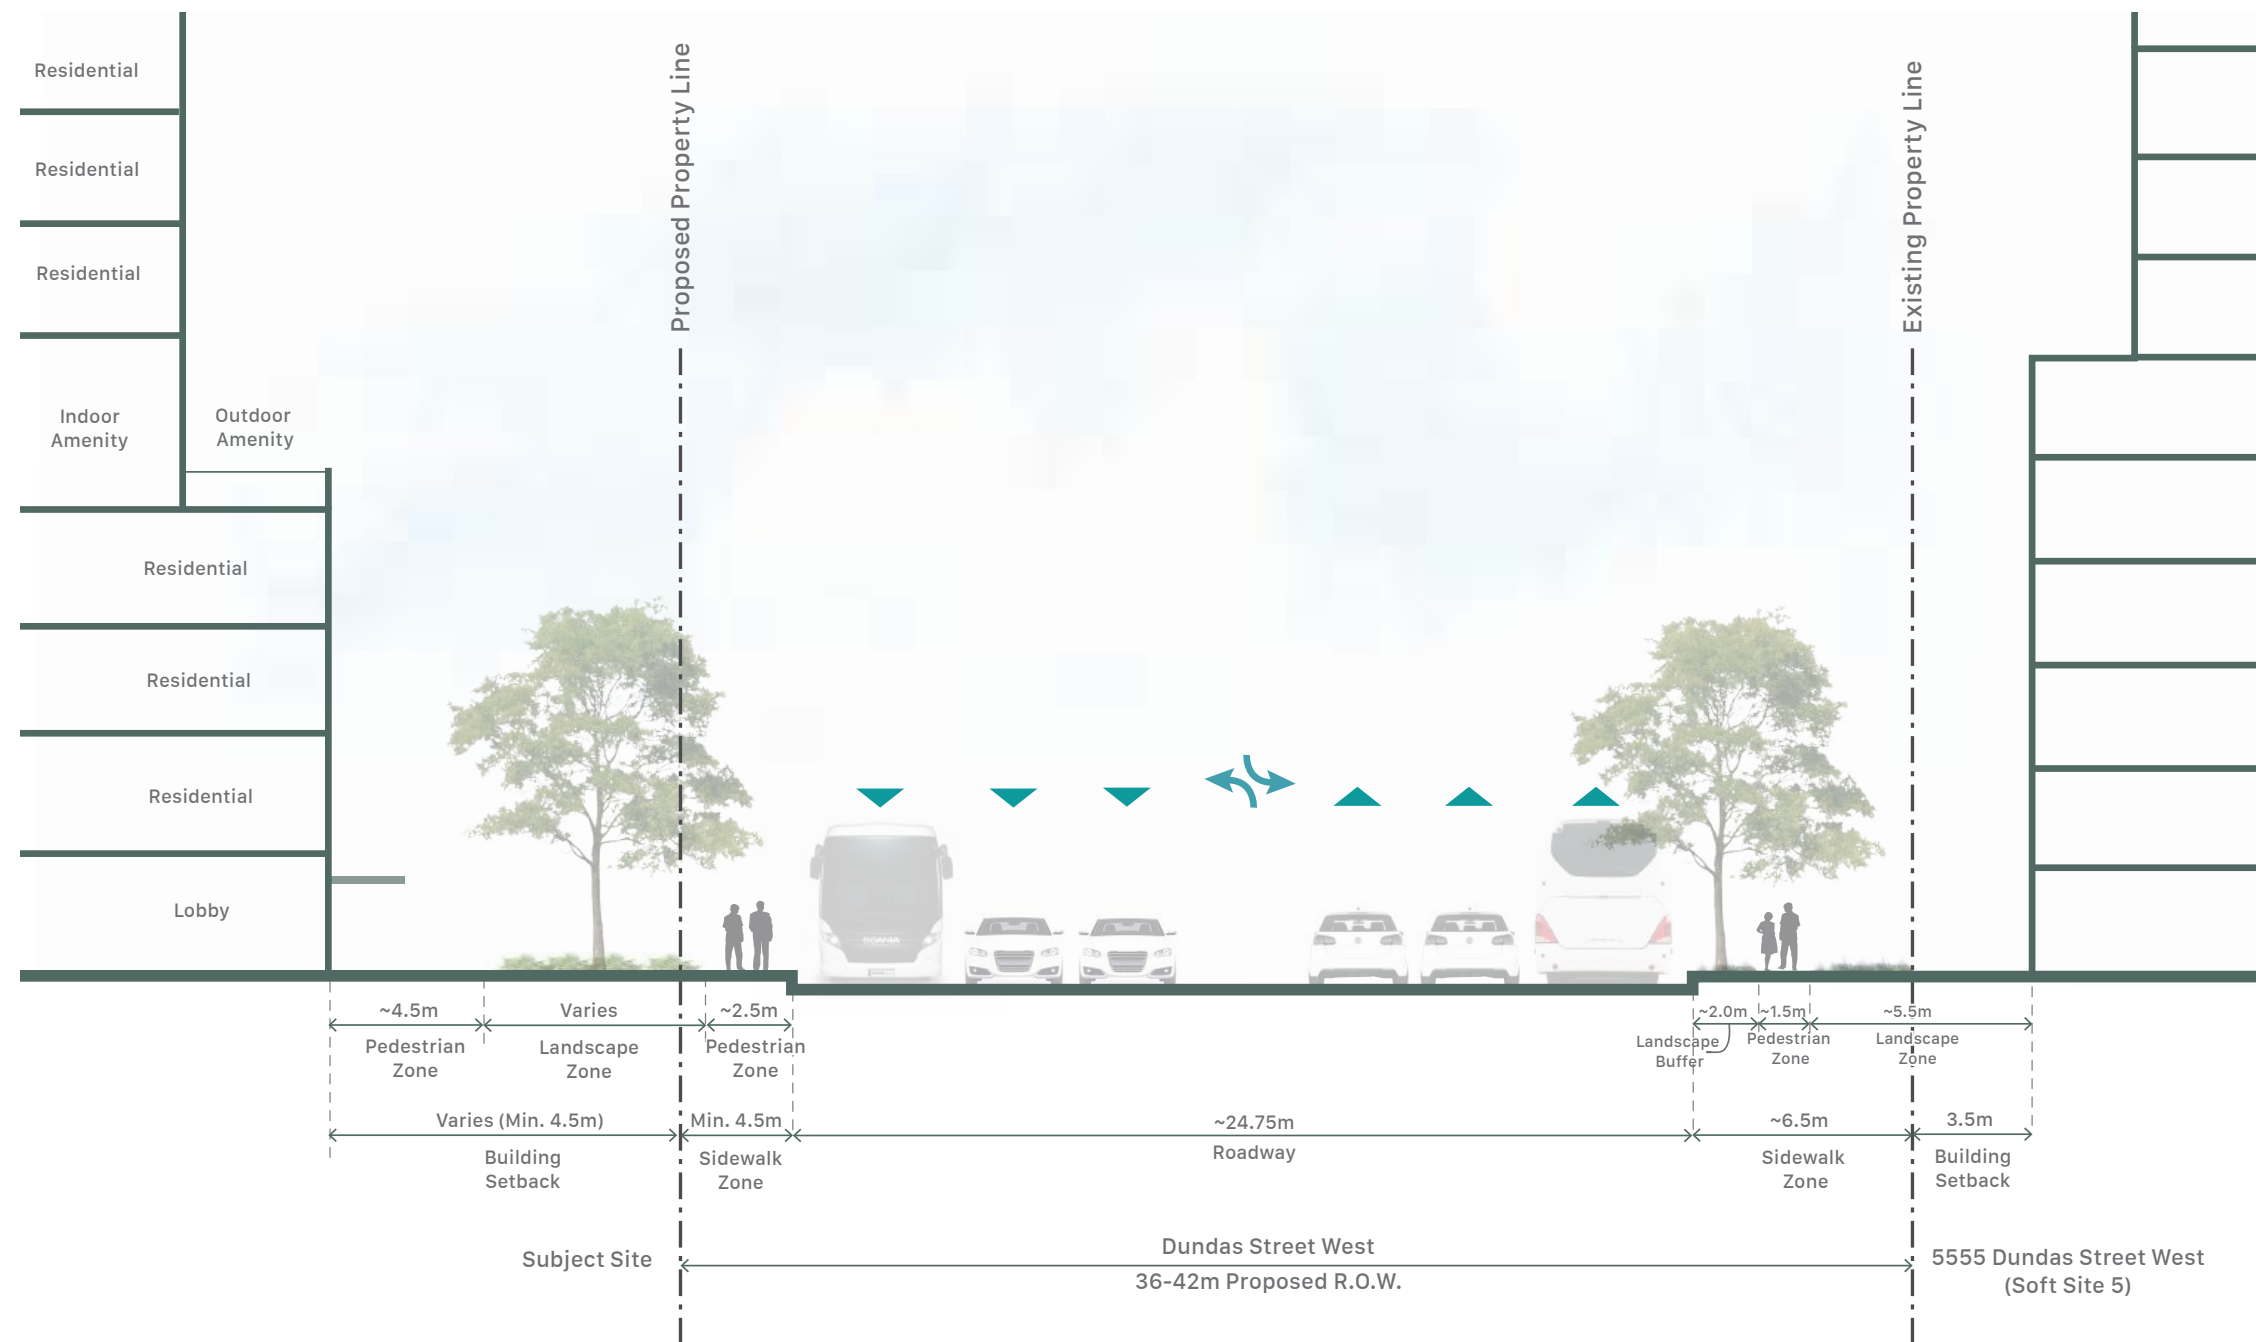 Proposed Property Line
Existing Property Line
Residential
Residential
Residential
Indoor
Amenity
Outdoor
Amenity
Residential
Residential
Residential
Lobby
SCANIA
~4.5m
Pedestrian
Zone
Varies
Landscape
Zone
~2.5m
Pedestrian
Zone
~2.0m
Landscape
Buffer
~1.5m
Pedestrian
Zone
~5.5m
Landscape
Zone
Varies (Min. 4.5m)
Building
Setback
Min. 4.5m
Sidewalk
Zone
~24.75m
Roadway
~6.5m
Sidewalk
Zone
3.5m
Building
Setback
Subject Site
Dundas Street West
36-42m Proposed R.O.W.
5555 Dundas Street West
(Soft Site 5)